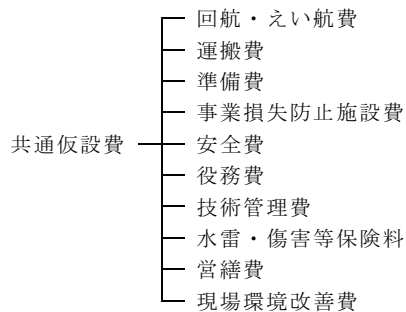 回航・えい航費
運搬費
準備費
事業損失防止施設費
共通仮設費
安全費
役務費
技術管理費
水雷・傷害等保険料
営繕費
現場環境改善費